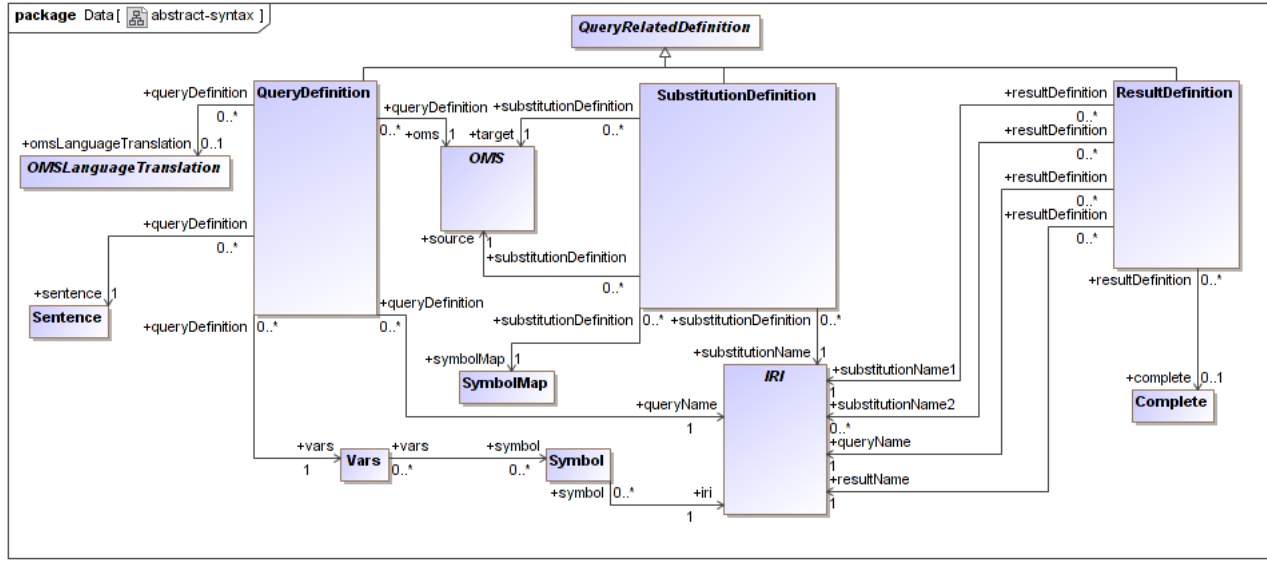 package Data[ abstract-syntax ]
QueryRelatedDefinition
QueryDefinition
SubstitutionDefinition
ResultDefinition
+queryDefinition
0..*
+omsLanguageTranslation
0..1
OMSLanguageTranslation
+queryDefinition
0..*
+oms
1
+substitutionDefinition
0..*
+target
1
OMS
+resultDefinition
0..*
+resultDefinition
0..*
+resultDefinition
0..*
+resultDefinition
0..*
+queryDefinition
0..*
+sentence
1
Sentence
+source
1
+substitutionDefinition
0..*
+resultDefinition
0..*
+queryDefinition
0..*
+queryDefinition
0..*
+substitutionDefinition
0..*
+substitutionDefinition
0..*
+symbolMap
1
SymbolMap
+substitutionName
1
IRI
+substitutionName1
1
+substitutionName2
0..*
+queryName
1
+resultName
1
+complete
0..1
Complete
+queryName
1
+vars
1
Vars
+vars
0..*
+symbol
0..*
Symbol
+symbol
0..*
+iri
1